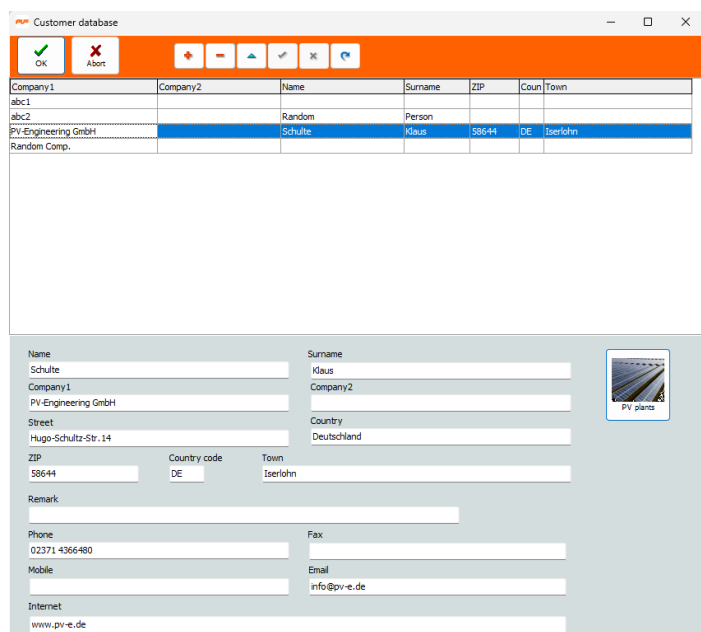 PVE Customer database
OK Abort
Company1 Company2 Name Surname ZIP Coun Town
abc1
abc2 Random Person
PV-Engineering GmbH Schulte Klaus 58644 DE Iserlohn
Random Comp.
Name Surname
Schulte Klaus
Company1 Company2
PV-Engineering GmbH
Street Country
Hugo-Schultz-Str.14 Deutschland
PV plants
ZIP Country code Town
58644 DE Iserlohn
Remark
Phone Fax
02371 4366480
Mobile Email
info@pv-e.de
Internet
www.pv-e.de